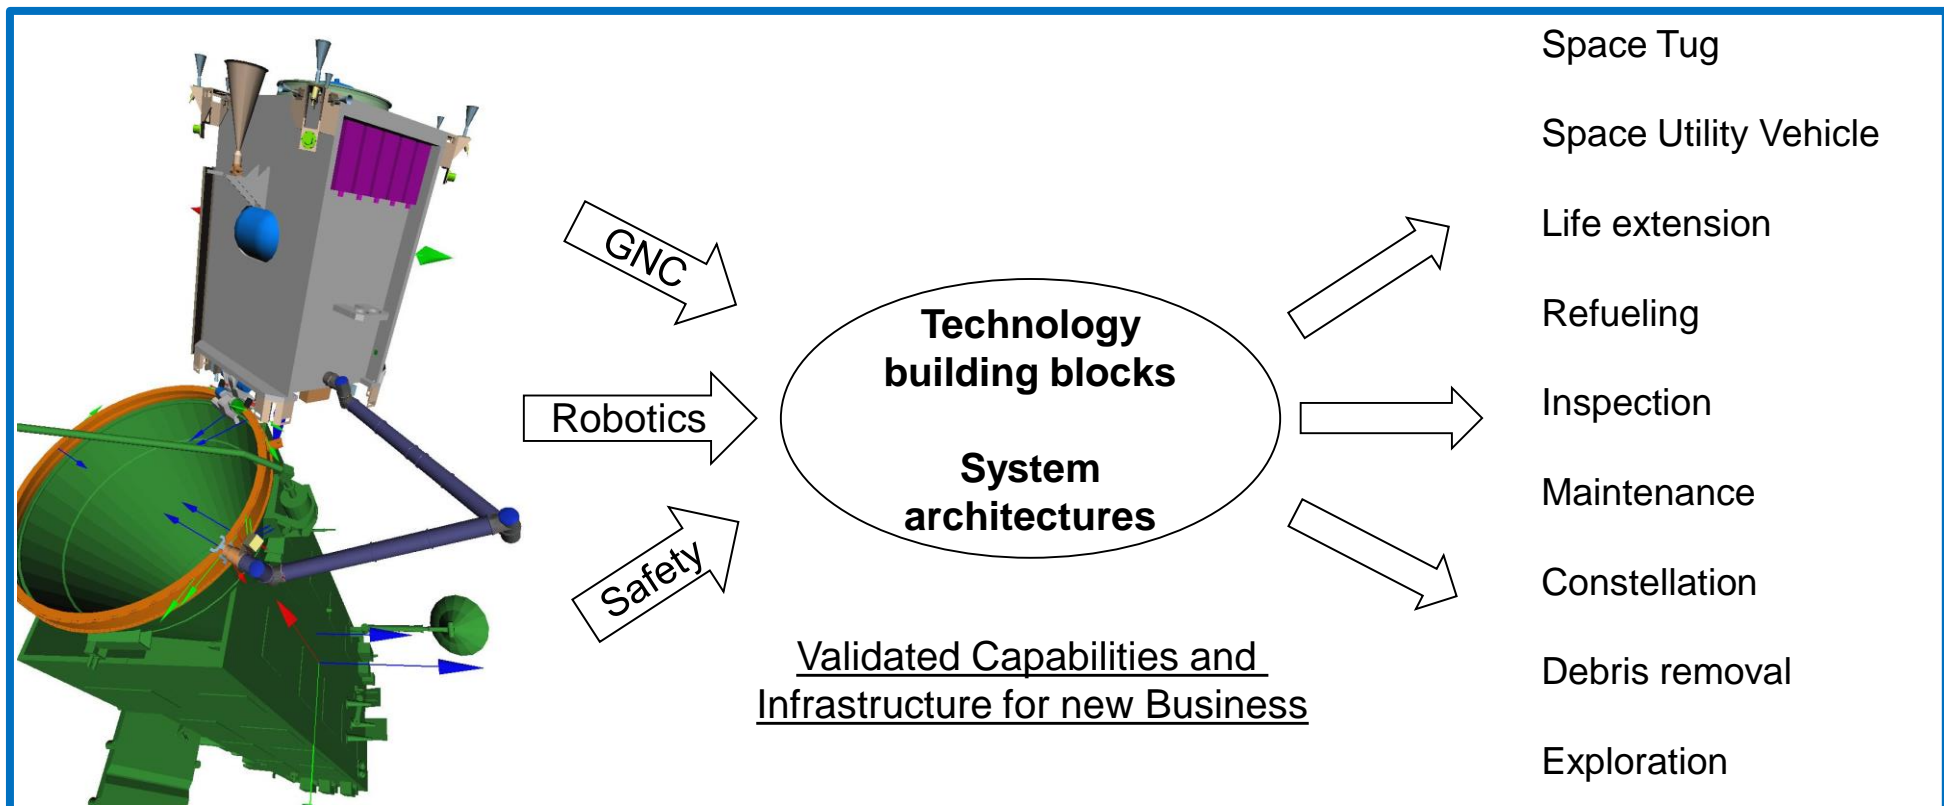 GNC
Robotics
Safety
Technology
building blocks
System
architectures
Validated Capabilities and
Infrastructure for new Business
Space Tug
Space Utility Vehicle
Life extension
Refueling
Inspection
Maintenance
Constellation
Debris removal
Exploration